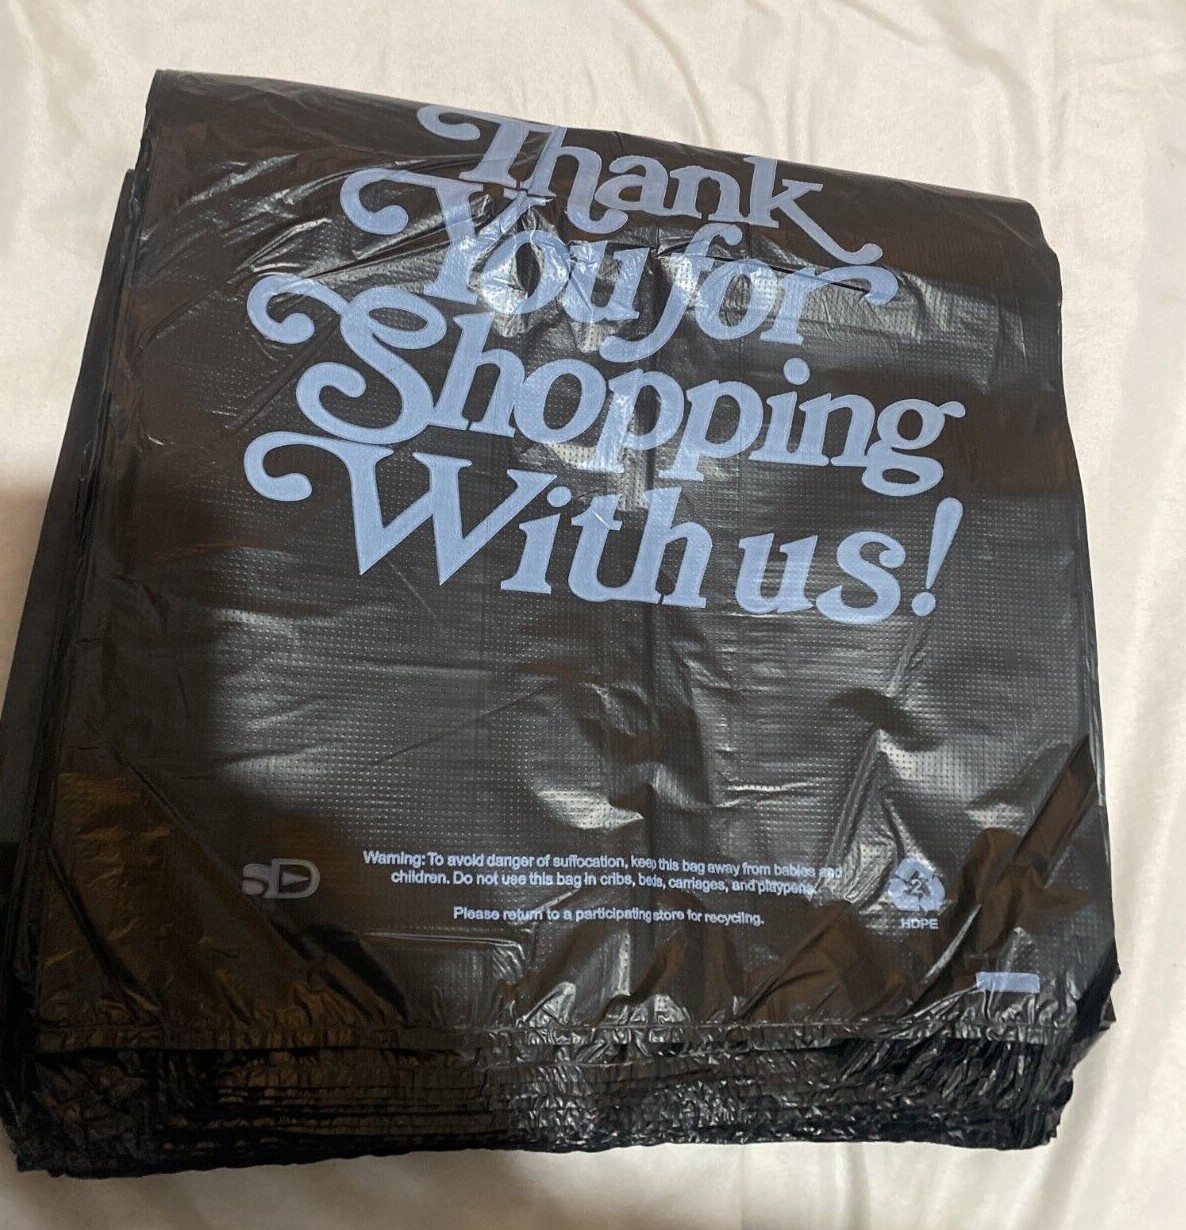 Thank
You for
Shopping
With us!
SD
Warning: To avoid danger of suffocation, keep this bag away from babies and
children. Do not use this bag in cribs, beds, carriages, and playpens.
Please return to a participating store for recycling.
2
HDPE